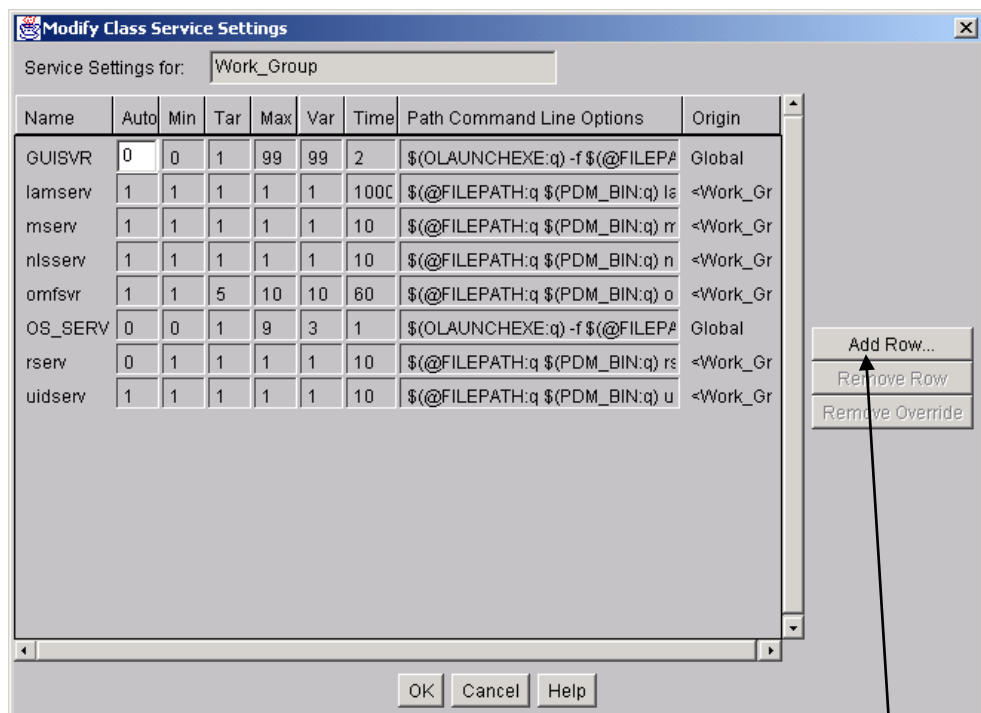 Modify Class Service Settings
Service Settings for: Work_Group
Name Auto Min Tar Max Var Time Path Command Line Options Origin
GUISVR 0 0 1 99 99 2 $(OLAUNCHEXE:q) -f $(@FILEPA Global
lamserv 1 1 1 1 1 1000 $(@FILEPATH:q $(PDM_BIN:q) la <Work_Gr
mserv 1 1 1 1 1 10 $(@FILEPATH:q $(PDM_BIN:q) m <Work_Gr
nlsserv 1 1 1 1 1 10 $(@FILEPATH:q $(PDM_BIN:q) n <Work_Gr
omfsvr 1 1 5 10 10 60 $(@FILEPATH:q $(PDM_BIN:q) o <Work_Gr
OS_SERV 0 0 1 9 3 1 $(OLAUNCHEXE:q) -f $(@FILEPA Global
rserv 0 1 1 1 1 10 $(@FILEPATH:q $(PDM_BIN:q) rs <Work_Gr
uidserv 1 1 1 1 1 10 $(@FILEPATH:q $(PDM_BIN:q) u <Work_Gr
Add Row...
Remove Row
Remove Override
OK Cancel Help